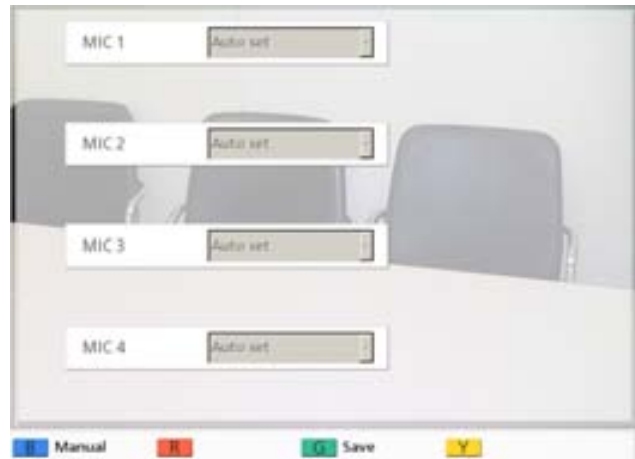 MIC 1 Auto set
MIC 2 Auto set
MIC 3 Auto set
MIC 4 Auto set
B Manual R G Save Y